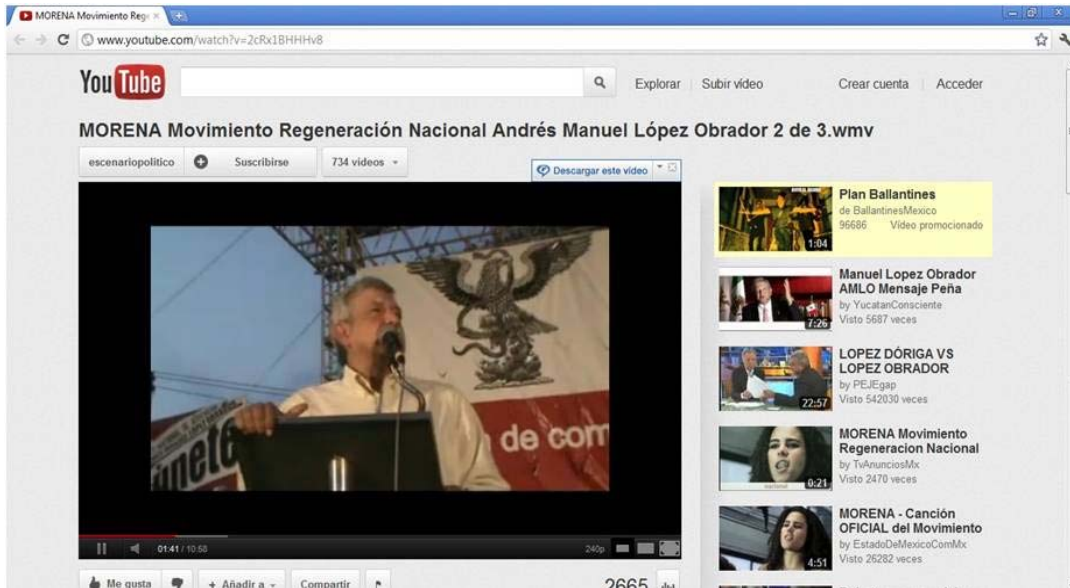 MORENA Movimiento Rege
www.youtube.com/watch?v=2cRx1BHHHv8
YouTube
Explorar
Subir vídeo
Crear cuenta
Acceder
MORENA Movimiento Regeneración Nacional Andrés Manuel López Obrador 2 de 3.wmv
escenariopolitico
Suscribirse
734 vídeos
Descargar este vídeo
de com
01:41 / 10:58
240p
Me gusta
+ Añadir a
Compartir
2665
Plan Ballantines
de BallantinesMexico
96686 Vídeo promocionado
1:04
Manuel Lopez Obrador
AMLO Mensaje Peña
by YucatanConsciente
Visto 5687 veces
7:26
LOPEZ DÓRIGA VS
LOPEZ OBRADOR
by PEJEgap
Visto 542030 veces
22:57
MORENA Movimiento
Regeneracion Nacional
by TvAnunciosMx
Visto 2470 veces
0:21
MORENA - Canción
OFICIAL del Movimiento
by EstadoDeMexicoComMx
Visto 26282 veces
4:51